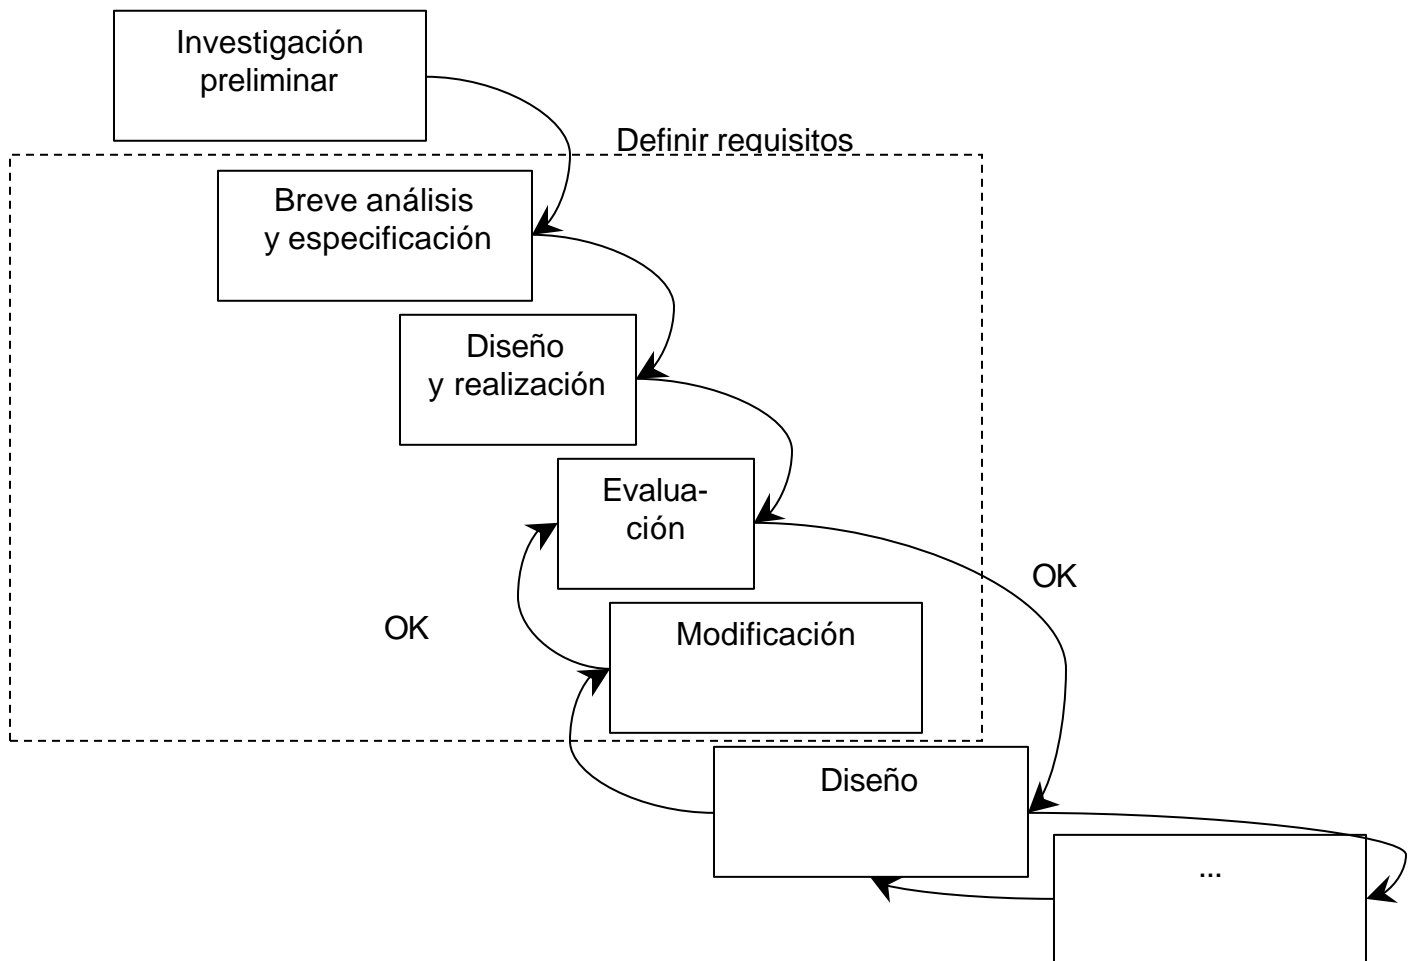 Investigación
preliminar
Definir requisitos
Breve análisis
y especificación
Diseño
y realización
Evalua-
ción
OK
OK
Modificación
Diseño
...